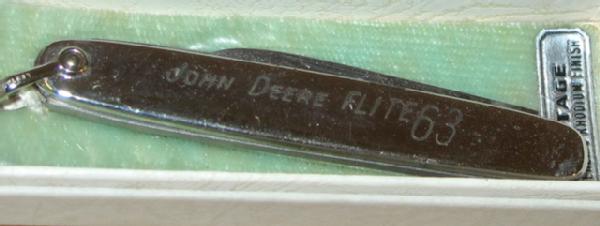 JOHN DEERE FLITE 63
TAGE
RHODIUM FINISH